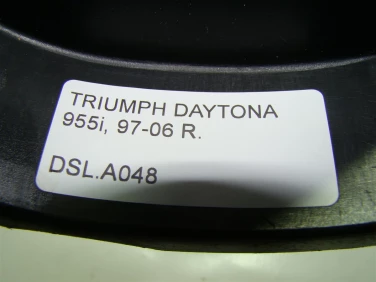 TRIUMPH DAYTONA
955i, 97-06 R.
DSL.A048